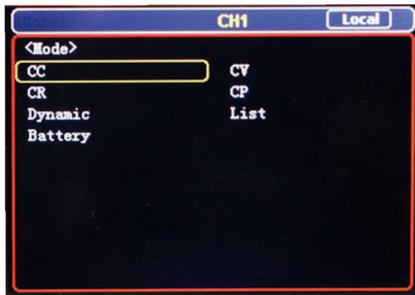 CH1 Local
<Mode>
CC CV
CR CP
Dynamic List
Battery